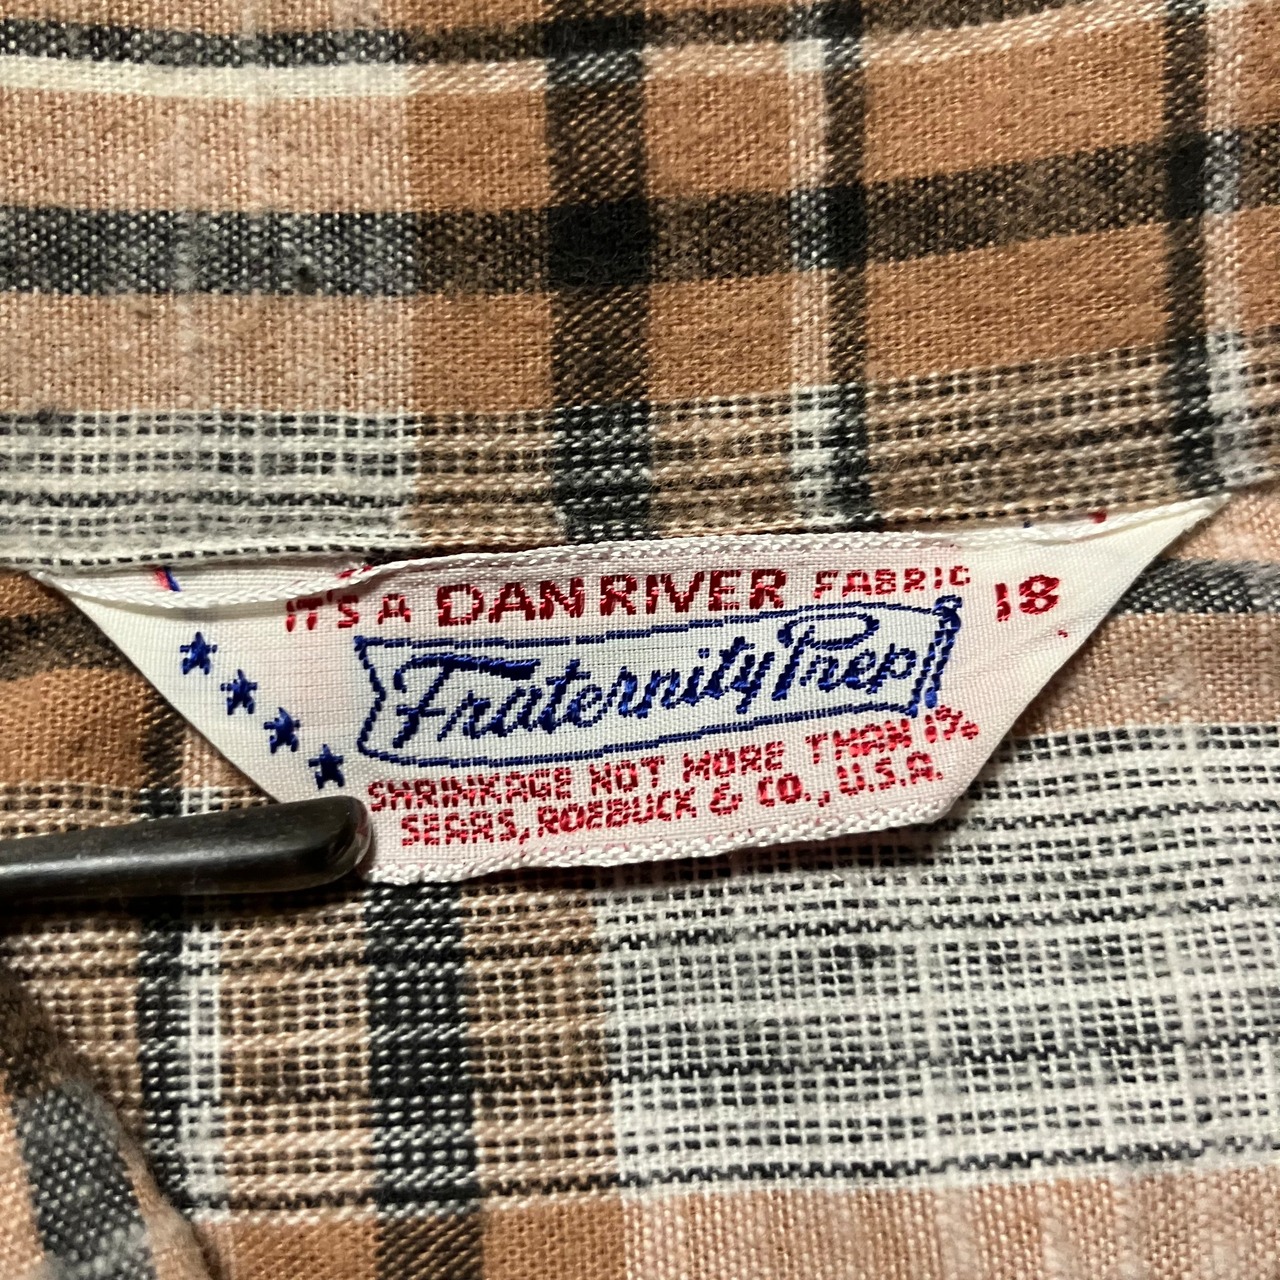 IT'S A DAN RIVER FABRIC
18
Fraternity Prep
SHRINKAGE NOT MORE THAN 1%
SEARS, ROEBUCK & CO., U.S.A.